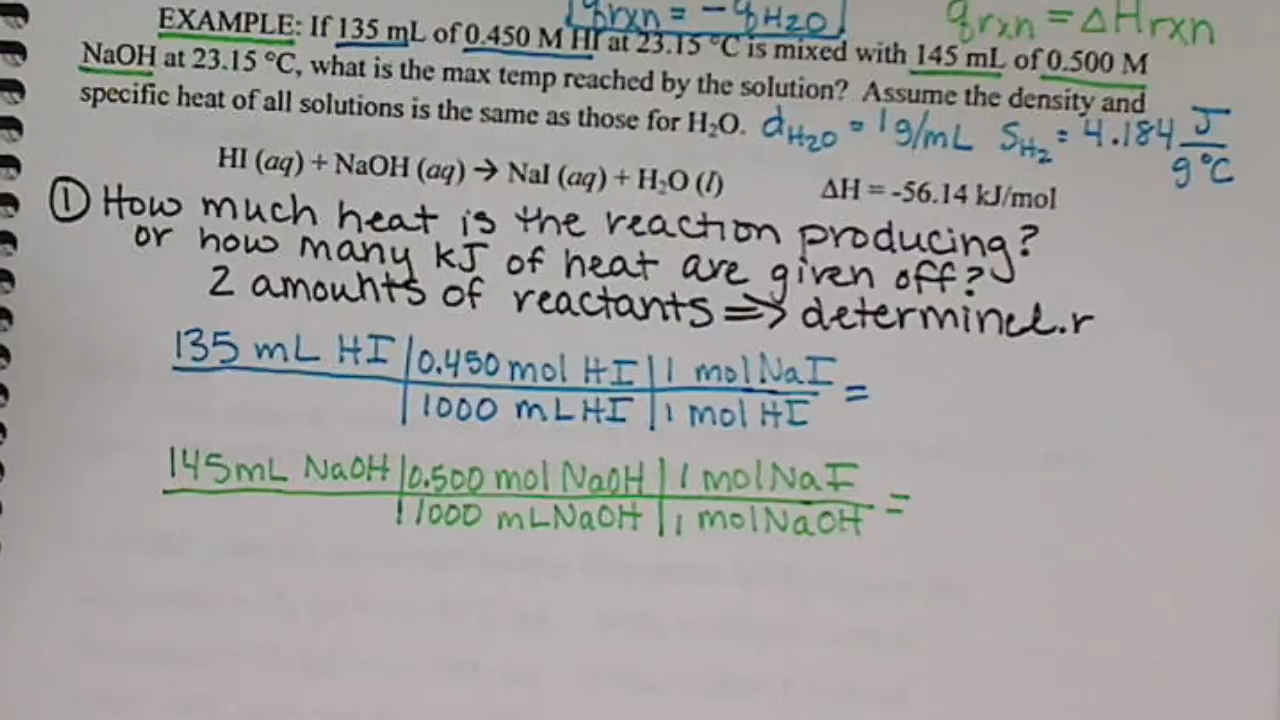 [qrxn = -qH2O]
qrxn = ΔHrxn
EXAMPLE: If 135 mL of 0.450 M HI at 23.15 °C is mixed with 145 mL of 0.500 M
NaOH at 23.15 °C, what is the max temp reached by the solution? Assume the density and
specific heat of all solutions is the same as those for H₂O. dH2O = 1g/mL SH2 = 4.184 J/g°C
HI (aq) + NaOH (aq) → NaI (aq) + H₂O (l) ΔH = -56.14 kJ/mol
① How much heat is the reaction producing?
or how many kJ of heat are given off?
2 amounts of reactants => determine l.r
135 mL HI | 0.450 mol HI | 1 mol NaI =
1000 mL HI | 1 mol HI
145mL NaOH | 0.500 mol NaOH | 1 mol NaI =
1000 mL NaOH | 1 mol NaOH